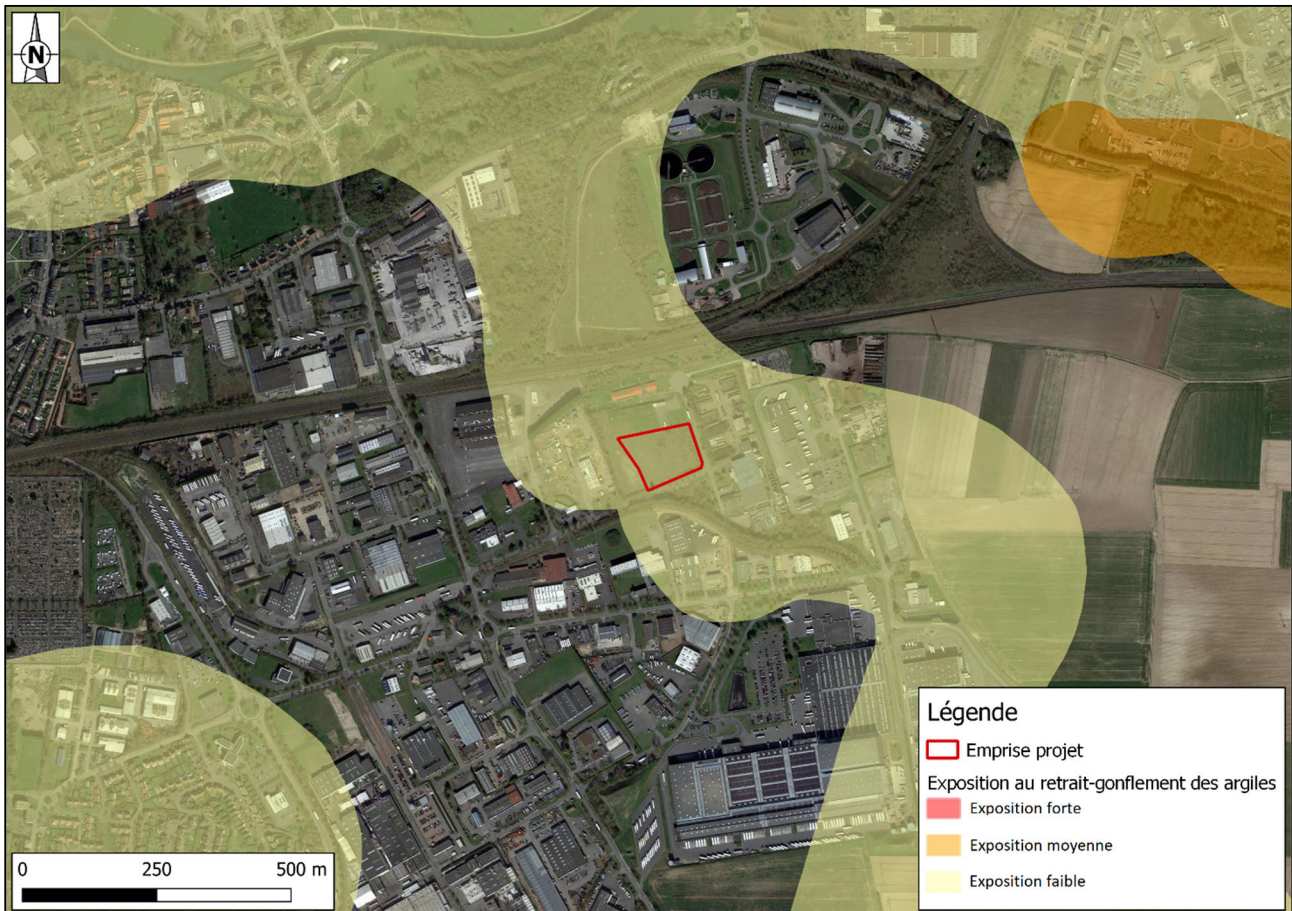 N
Légende
Emprise projet
Exposition au retrait-gonflement des argiles
Exposition forte
Exposition moyenne
Exposition faible
0 250 500 m